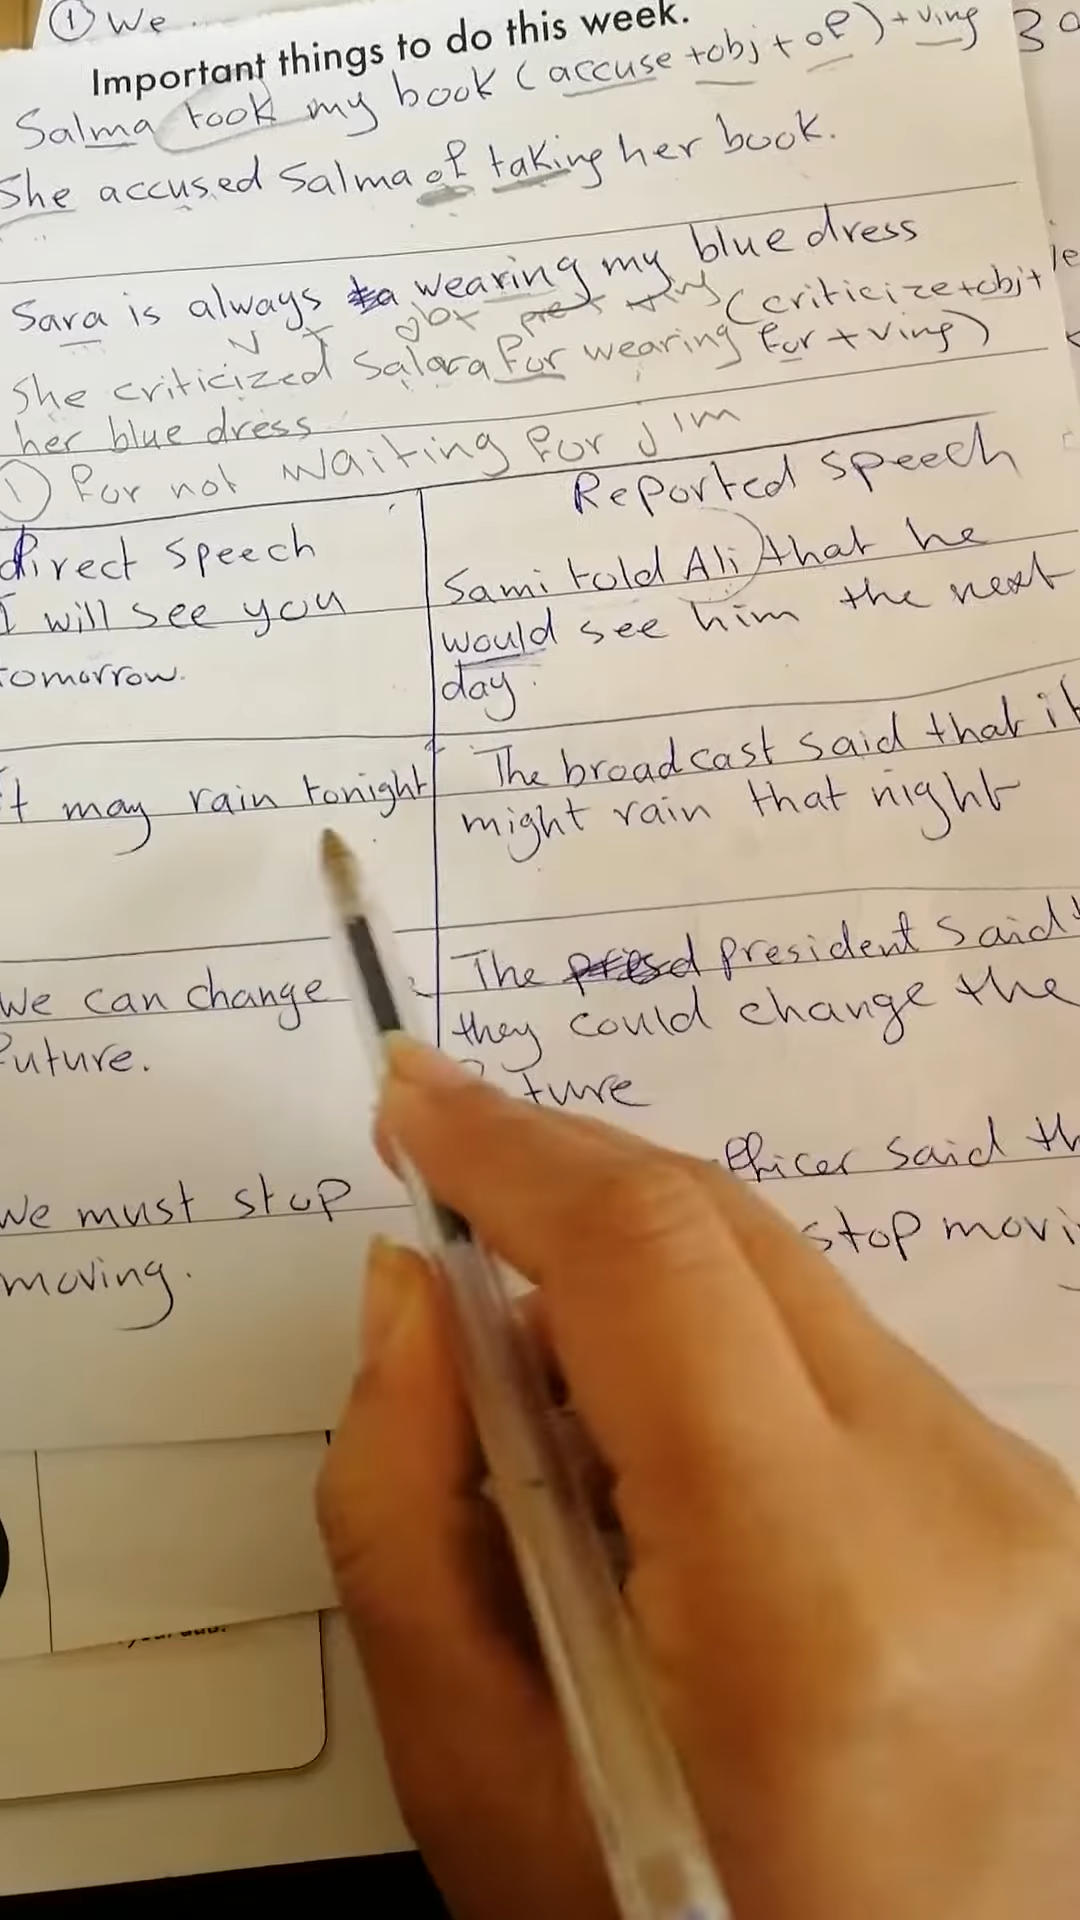 ① We
Important things to do this week.
Salma took my book (accuse +obj + of) + ving
30
She accused Salma of taking her book.
Sara is always wearing my blue dress
(criticize+obj+
for + ving)
She criticized Salara for wearing
her blue dress
① for not waiting for jim
direct speech
I will see you
tomorrow.
Reported speech
Sami told Ali that he
would see him the next
day.
it may rain tonight
The broadcast said that it
might rain that night
we can change
future.
The president said
they could change the
ture
we must stop
moving.
fficer said th
stop movi